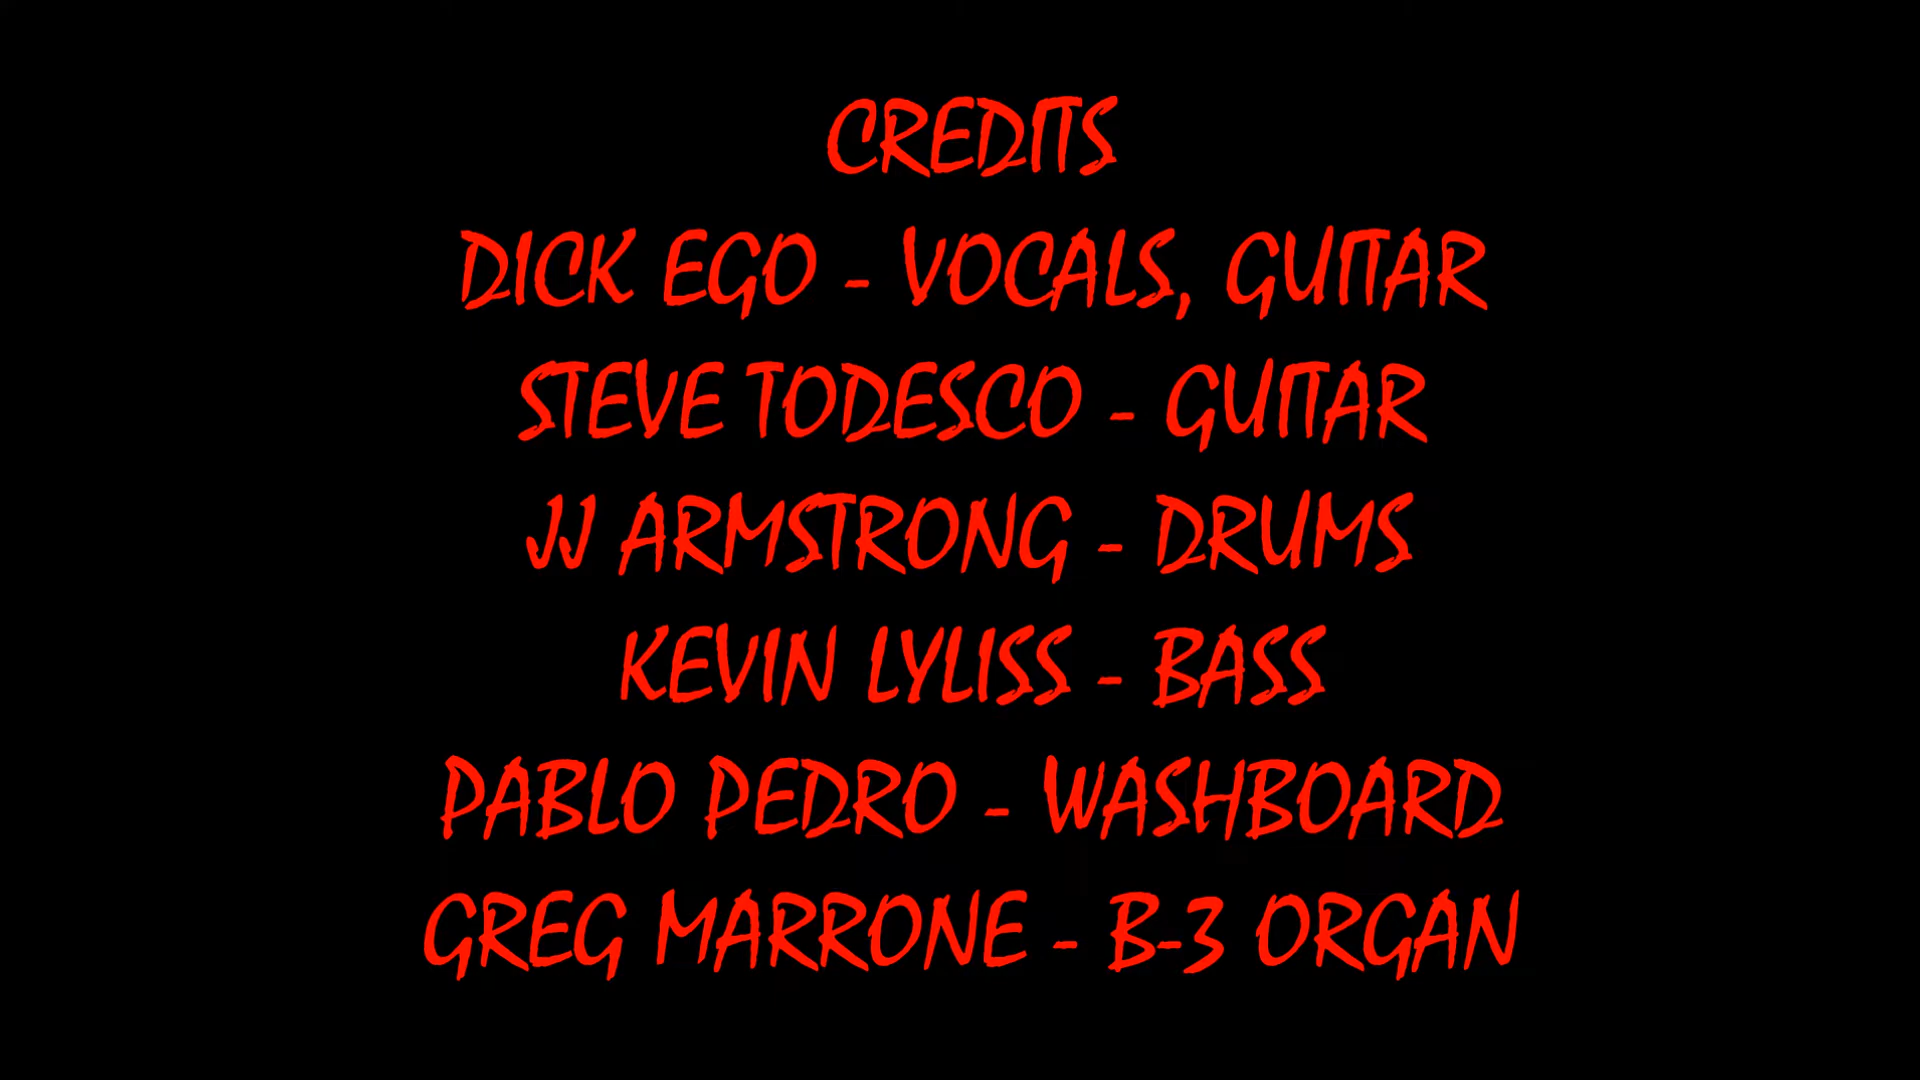 CREDITS
DICK EGO - VOCALS, GUITAR
STEVE TODESCO - GUITAR
JJ ARMSTRONG - DRUMS
KEVIN LYLISS - BASS
PABLO PEDRO - WASHBOARD
GREG MARRONE - B-3 ORGAN